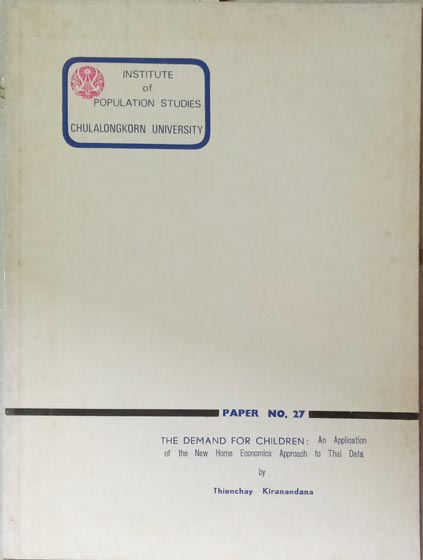 INSTITUTE
of
POPULATION STUDIES
CHULALONGKORN UNIVERSITY
PAPER NO. 27
THE DEMAND FOR CHILDREN: An Application
of the New Home Economics Approach to Thai Data
by
Thienchay Kiranandana